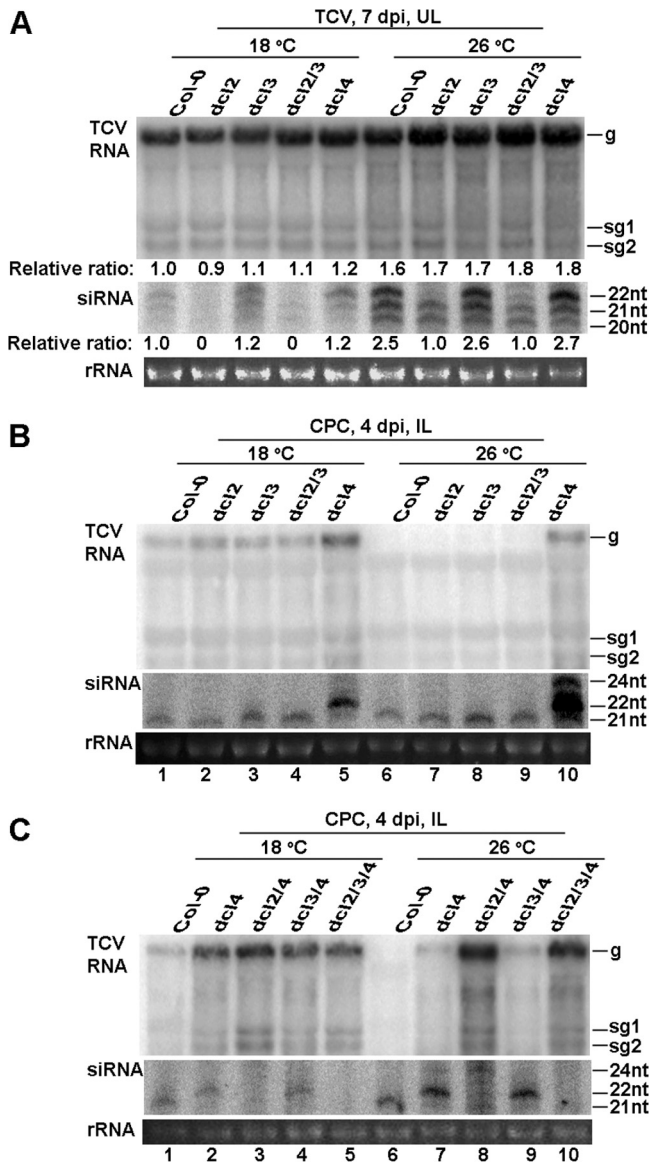 A
TCV, 7 dpi, UL
18 °C 26 °C
Col-0 dcl2 dcl3 dcl2/3 dcl4 Col-0 dcl2 dcl3 dcl2/3 dcl4
TCV RNA
g
sg1
sg2
Relative ratio: 1.0 0.9 1.1 1.1 1.2 1.6 1.7 1.7 1.8 1.8
siRNA
22nt
21nt
20nt
Relative ratio: 1.0 0 1.2 0 1.2 2.5 1.0 2.6 1.0 2.7
rRNA
B
CPC, 4 dpi, IL
18 °C 26 °C
Col-0 dcl2 dcl3 dcl2/3 dcl4 Col-0 dcl2 dcl3 dcl2/3 dcl4
TCV RNA
g
sg1
sg2
siRNA
24nt
22nt
21nt
rRNA
1 2 3 4 5 6 7 8 9 10
C
CPC, 4 dpi, IL
18 °C 26 °C
Col-0 dcl4 dcl2/4 dcl3/4 dcl2/3/4 Col-0 dcl4 dcl2/4 dcl3/4 dcl2/3/4
TCV RNA
g
sg1
sg2
siRNA
24nt
22nt
21nt
rRNA
1 2 3 4 5 6 7 8 9 10